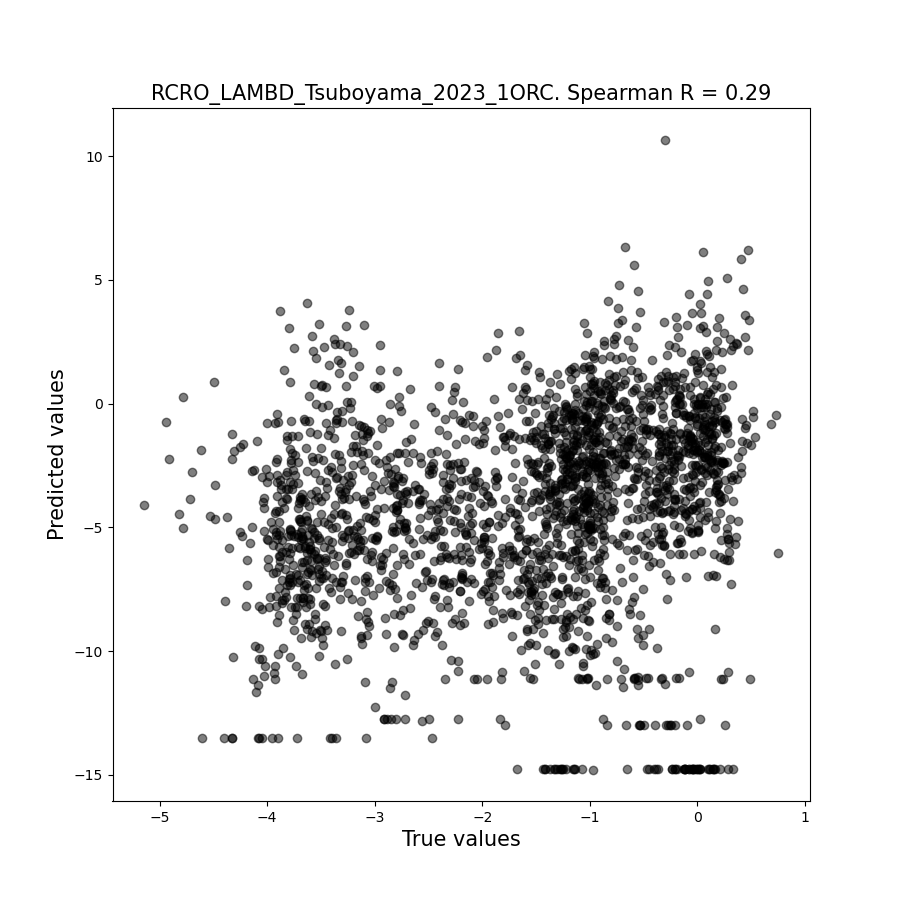 RCRO_LAMBD_Tsuboyama_2023_1ORC. Spearman R = 0.29
10
5
0
−5
−10
−15
Predicted values
−5 −4 −3 −2 −1 0 1
True values